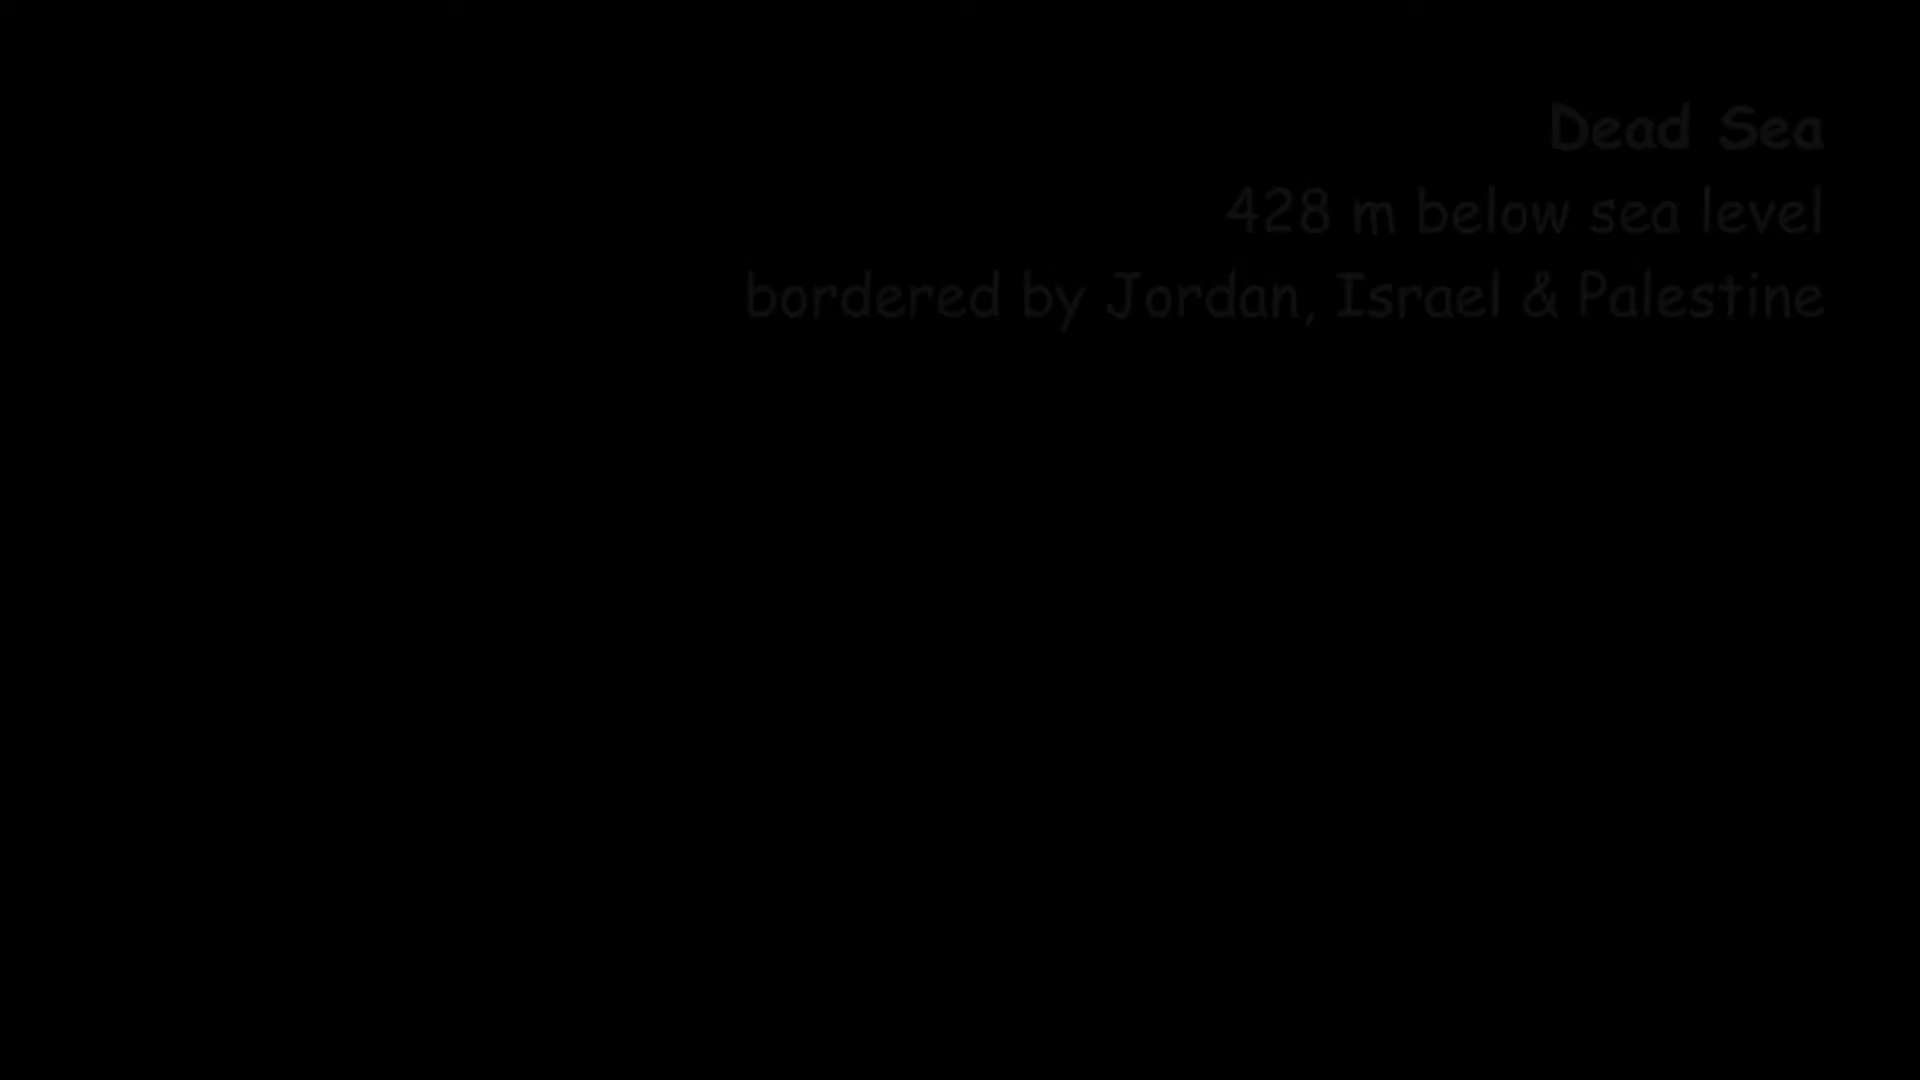 Dead Sea
428 m below sea level
bordered by Jordan, Israel & Palestine